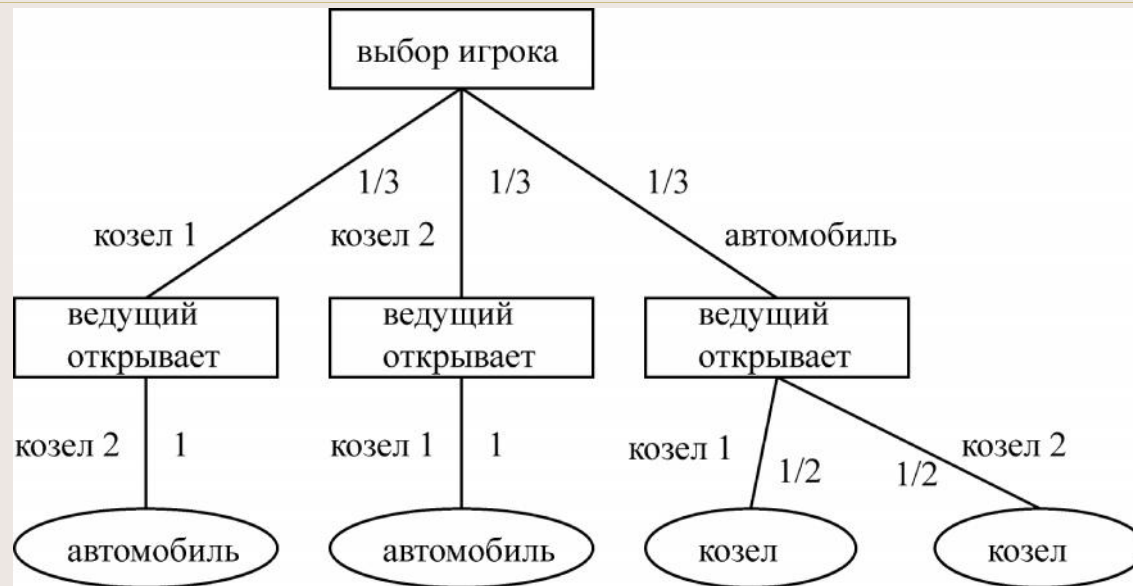 выбор игрока
1/3
1/3
1/3
козел 1
козел 2
автомобиль
ведущий
открывает
ведущий
открывает
ведущий
открывает
козел 2
1
козел 1
1
козел 1
1/2
1/2
козел 2
автомобиль
автомобиль
козел
козел